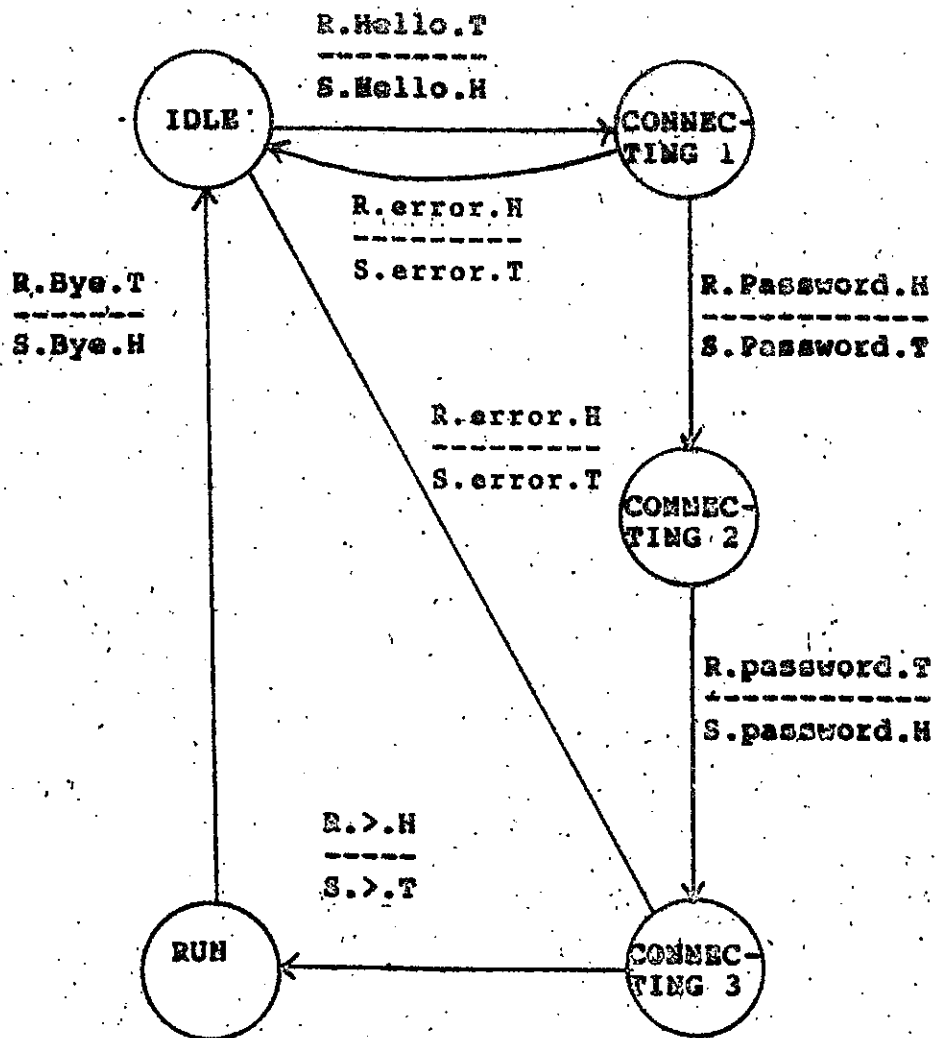 R.Hello.T
---------
S.Hello.H
IDLE
CONNEC-
TING 1
R.error.H
---------
S.error.T
R.Bye.T
-------
S.Bye.H
R.Password.H
------------
S.Password.T
R.error.H
---------
S.error.T
CONNEC-
TING 2
R.password.T
------------
S.password.H
R.>.H
-----
S.>.T
RUN
CONNEC-
TING 3